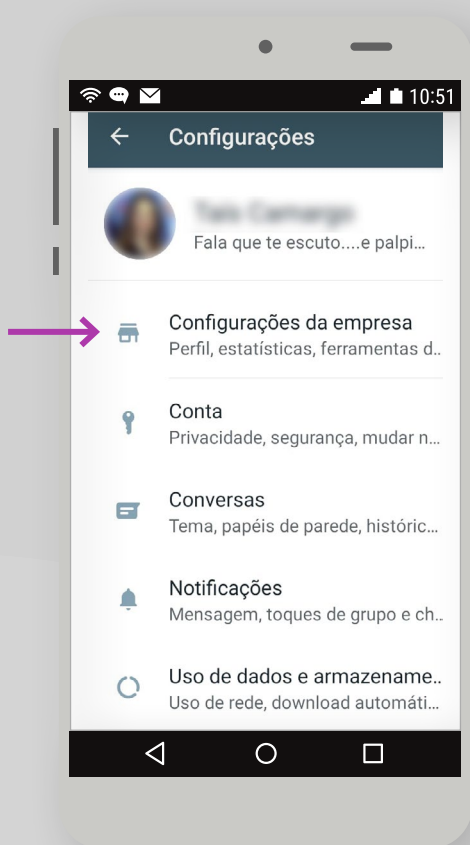 10:51
Configurações
Fala que te escuto....e palpi...
Configurações da empresa
Perfil, estatísticas, ferramentas d..
Conta
Privacidade, segurança, mudar n...
Conversas
Tema, papéis de parede, históric...
Notificações
Mensagem, toques de grupo e ch..
Uso de dados e armazename..
Uso de rede, download automáti...